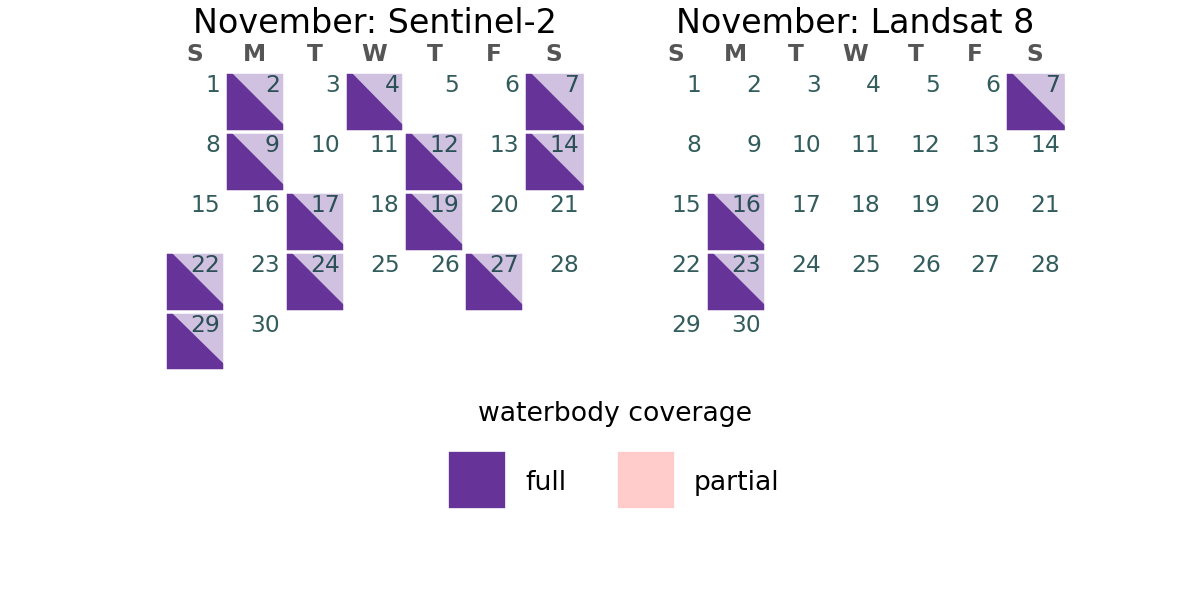 November: Sentinel-2
S M T W T F S
1 2 3 4 5 6 7
8 9 10 11 12 13 14
15 16 17 18 19 20 21
22 23 24 25 26 27 28
29 30
November: Landsat 8
S M T W T F S
1 2 3 4 5 6 7
8 9 10 11 12 13 14
15 16 17 18 19 20 21
22 23 24 25 26 27 28
29 30
waterbody coverage
full partial